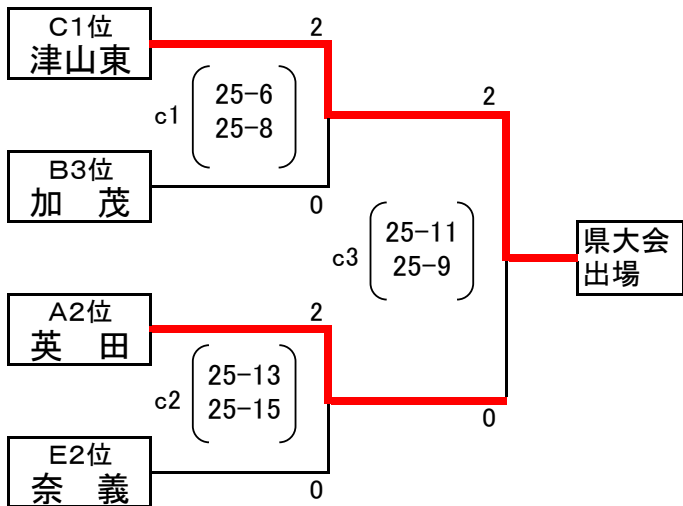 C1位
津山東
2
c1
25-6
25-8
B3位
加　茂
0
2
c3
25-11
25-9
県大会
出場
A2位
英　田
2
c2
25-13
25-15
0
E2位
奈　義
0